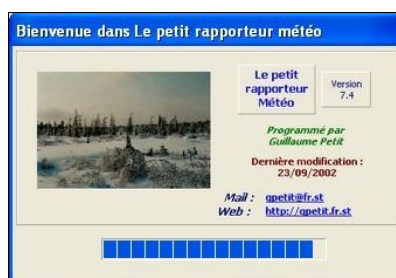 Bienvenue dans Le petit rapporteur météo
Le petit
rapporteur
Météo
Version
7.4
Programmé par
Guillaume Petit
Dernière modification :
23/09/2002
Mail : gpetit@fr.st
Web : http://gpetit.fr.st